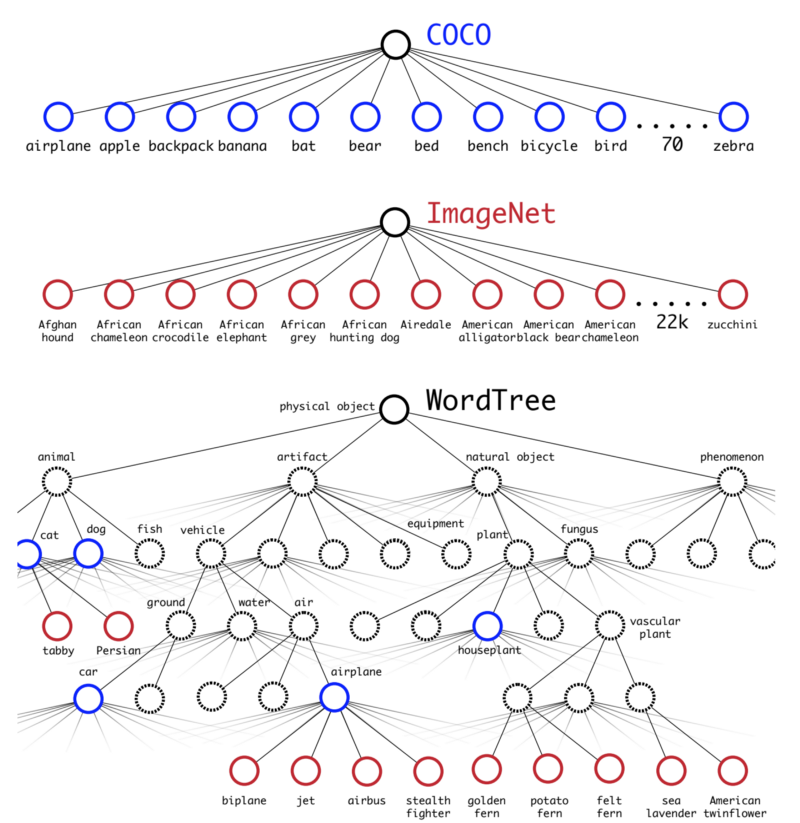 COCO
airplane apple backpack banana bat bear bed bench bicycle bird 70 zebra
ImageNet
Afghan African African African African African Airedale American American American 22k zucchini
hound chameleon crocodile elephant grey hunting dog alligator black bear chameleon
WordTree
physical object
animal artifact natural object phenomenon
cat dog fish vehicle equipment plant fungus
ground water air vascular
plant
tabby Persian houseplant
car airplane
biplane jet airbus stealth golden potato felt sea American
fighter fern fern fern lavender twinflower